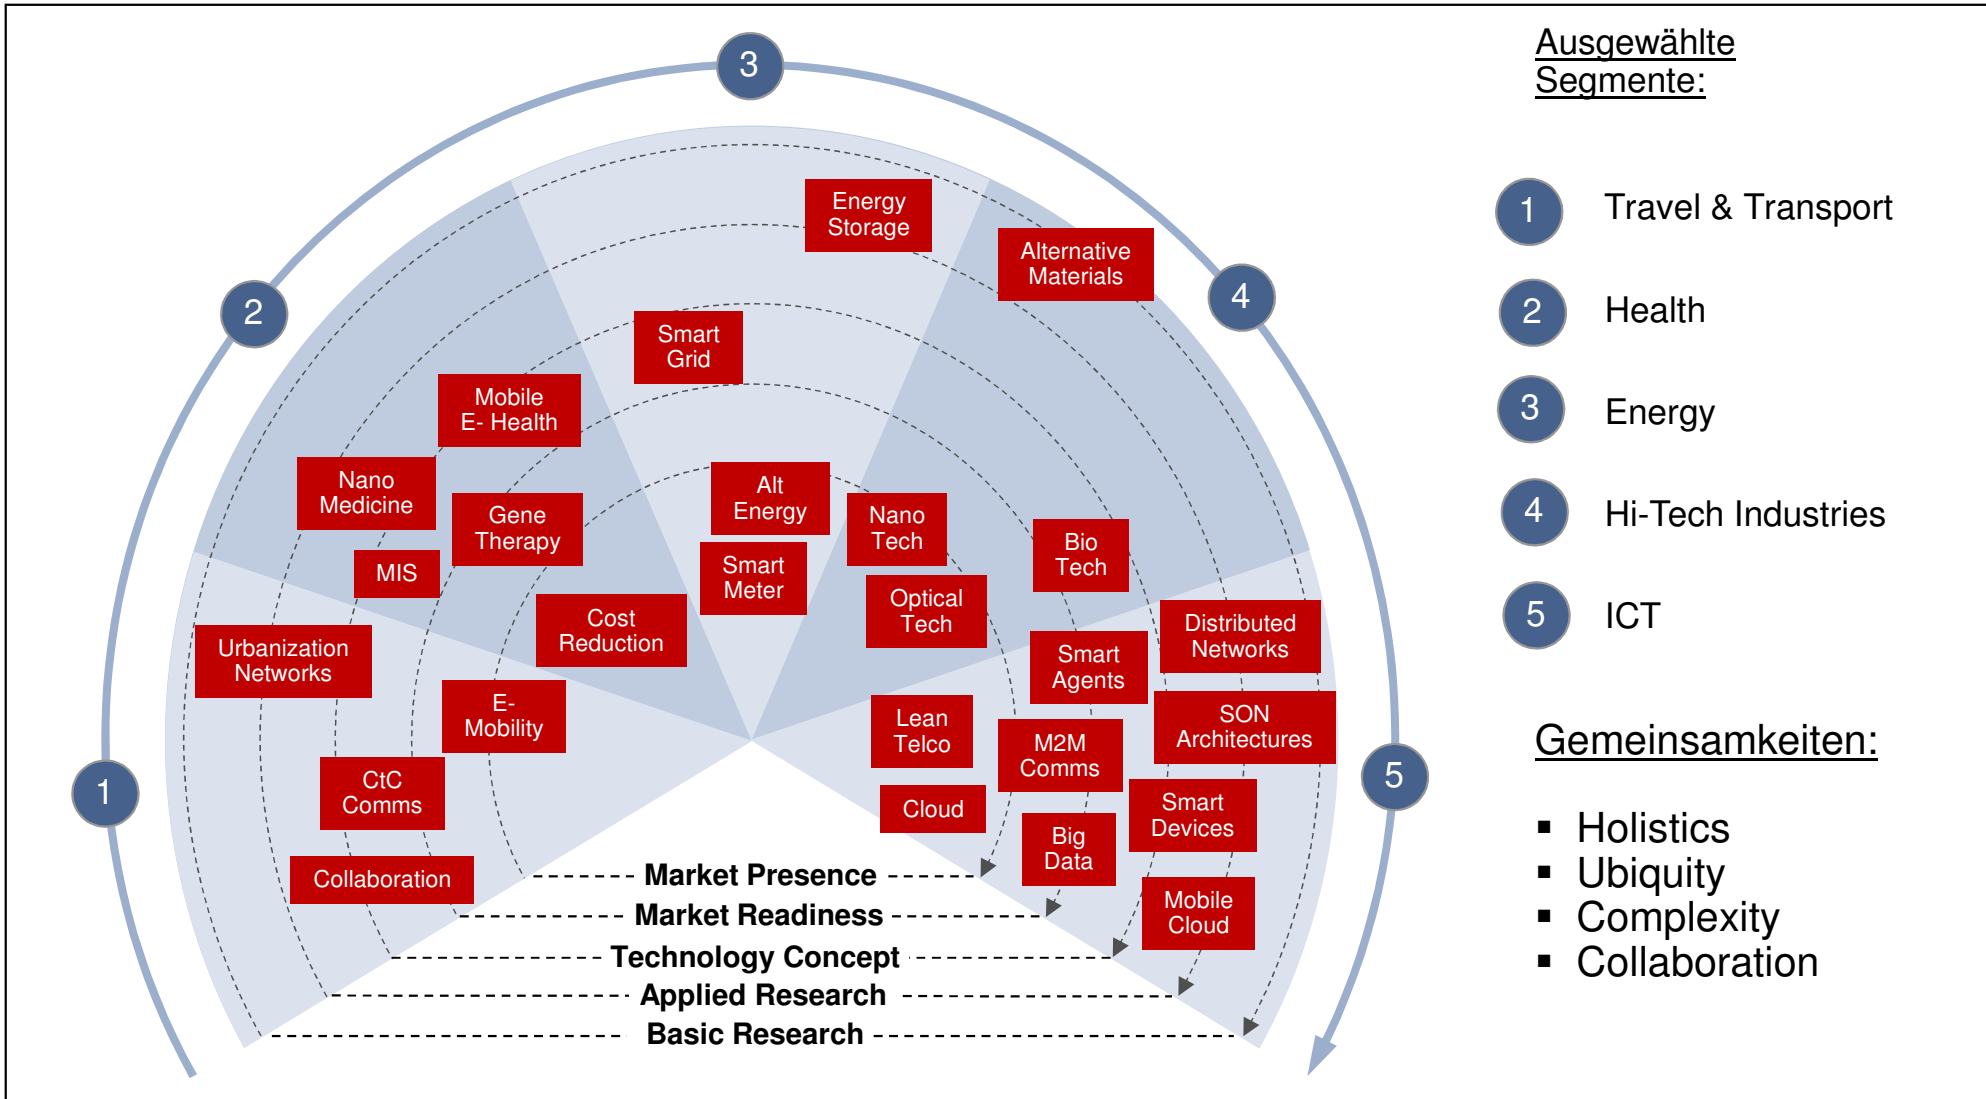 3
2
4
1
5
Energy
Storage
Alternative
Materials
Smart
Grid
Mobile
E- Health
Nano
Medicine
Gene
Therapy
MIS
Alt
Energy
Nano
Tech
Bio
Tech
Smart
Meter
Optical
Tech
Cost
Reduction
Urbanization
Networks
E-
Mobility
CtC
Comms
Collaboration
Distributed
Networks
Smart
Agents
SON
Architectures
Lean
Telco
M2M
Comms
Cloud
Smart
Devices
Big
Data
Mobile
Cloud
Market Presence
Market Readiness
Technology Concept
Applied Research
Basic Research
Ausgewählte
Segmente:
1 Travel & Transport
2 Health
3 Energy
4 Hi-Tech Industries
5 ICT
Gemeinsamkeiten:
▪ Holistics
▪ Ubiquity
▪ Complexity
▪ Collaboration